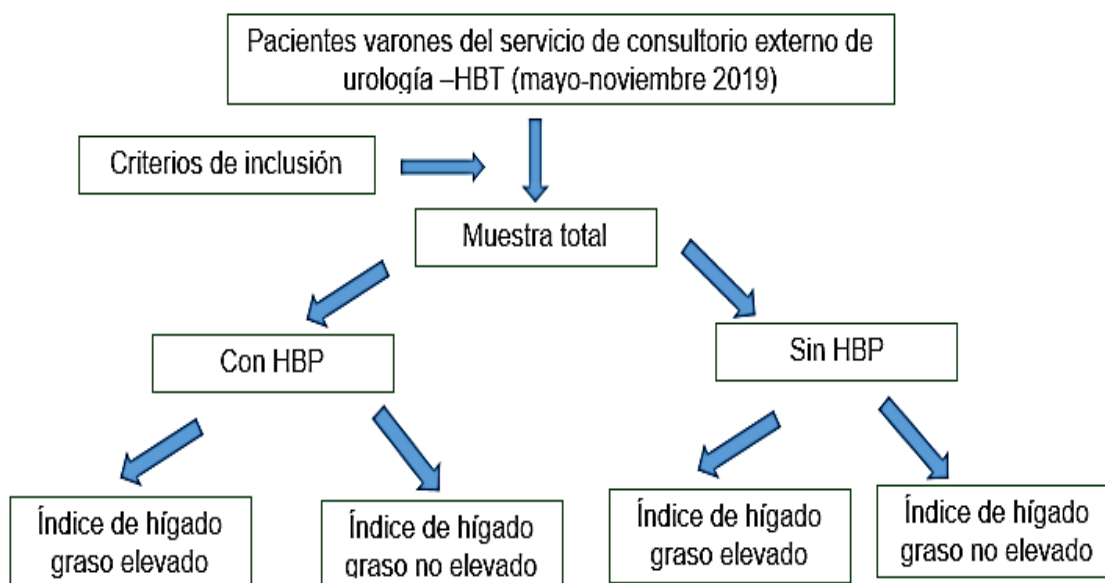 Pacientes varones del servicio de consultorio externo de
urología –HBT (mayo-noviembre 2019)
Criterios de inclusión
Muestra total
Con HBP
Sin HBP
Índice de hígado
graso elevado
Índice de hígado
graso no elevado
Índice de hígado
graso elevado
Índice de hígado
graso no elevado